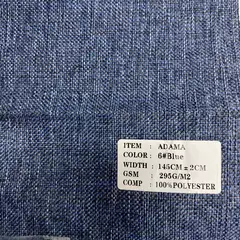 ITEM : ADAMA
COLOR : 6#Blue
WIDTH : 145CM ± 2CM
GSM : 295G/M2
COMP : 100%POLYESTER